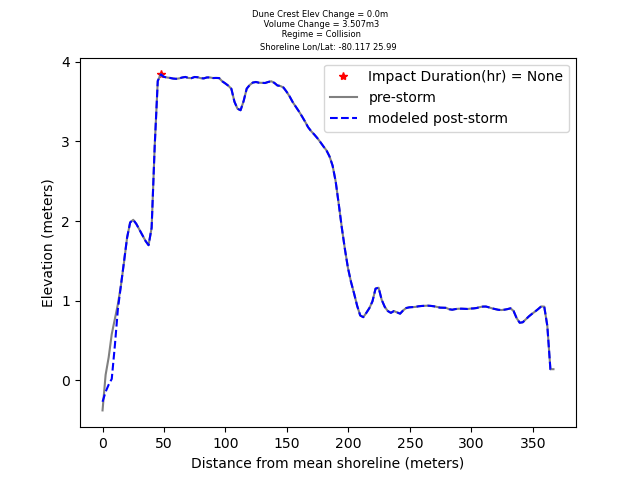 Dune Crest Elev Change = 0.0m
Volume Change = 3.507m3
Regime = Collision
Shoreline Lon/Lat: -80.117 25.99
Impact Duration(hr) = None
pre-storm
modeled post-storm
Elevation (meters)
4
3
2
1
0
0 50 100 150 200 250 300 350
Distance from mean shoreline (meters)